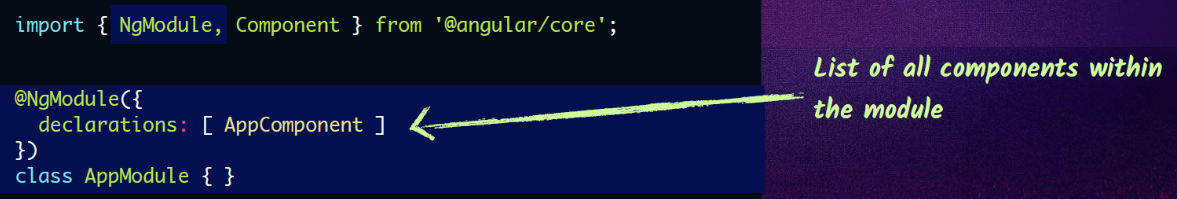 import { NgModule, Component } from '@angular/core';
@NgModule({
  declarations: [ AppComponent ]
})
class AppModule { }
List of all components within
the module